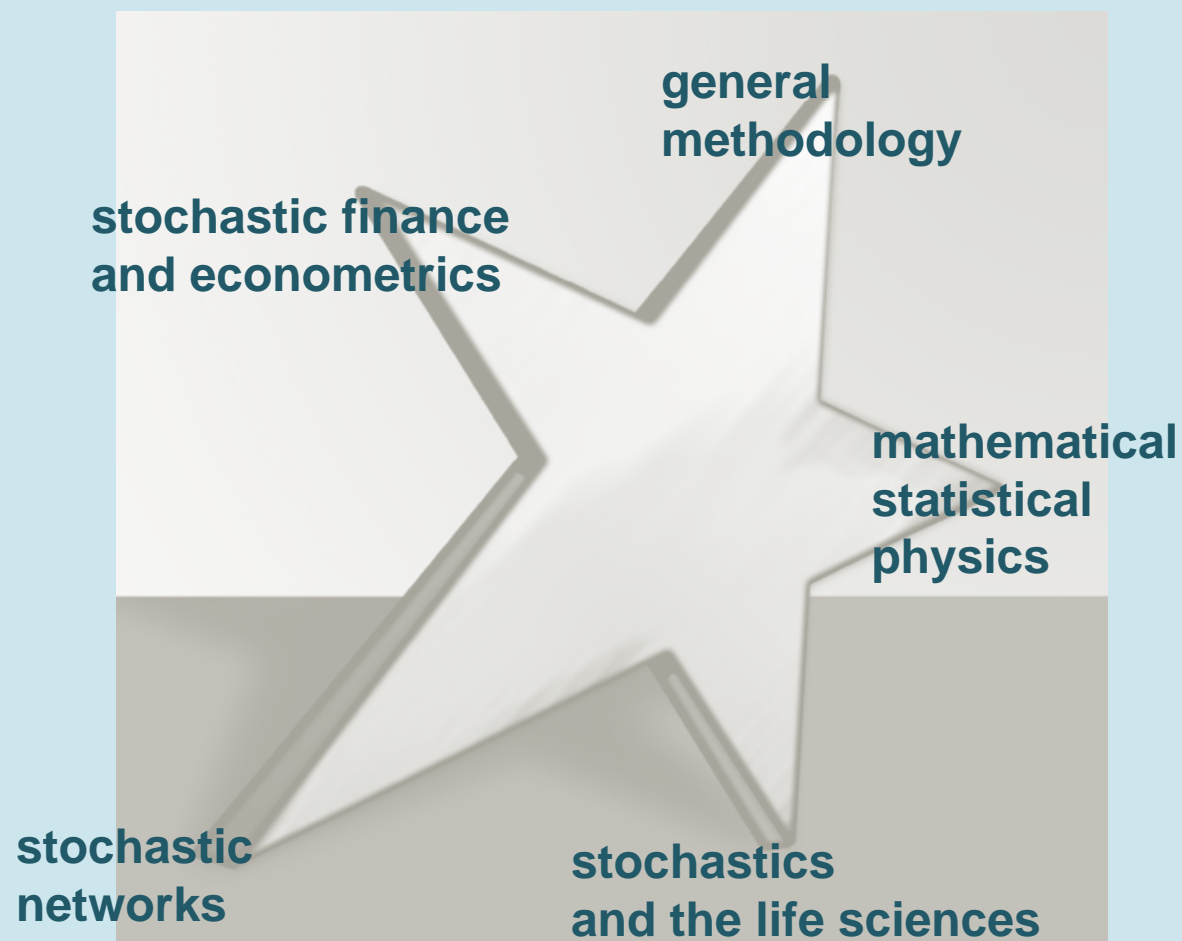 general
methodology
stochastic finance
and econometrics
mathematical
statistical
physics
stochastic
networks
stochastics
and the life sciences